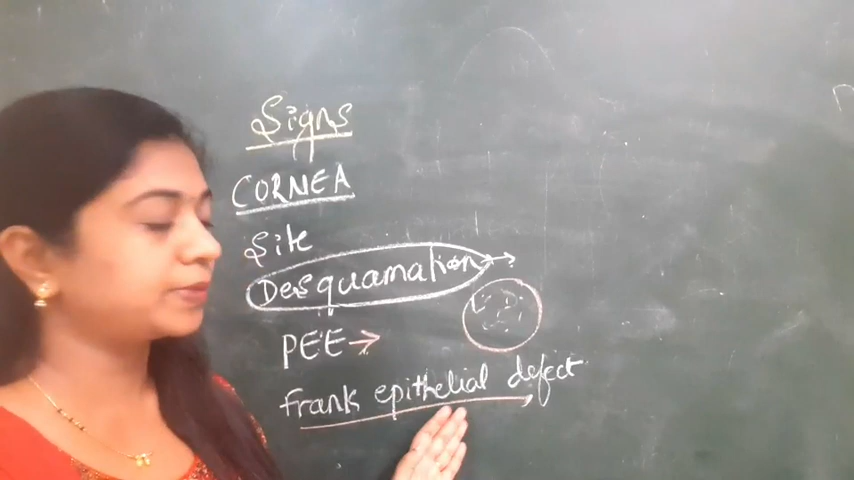 Signs
CORNEA
Site
Desquamation →
PEE →
frank epithelial defect